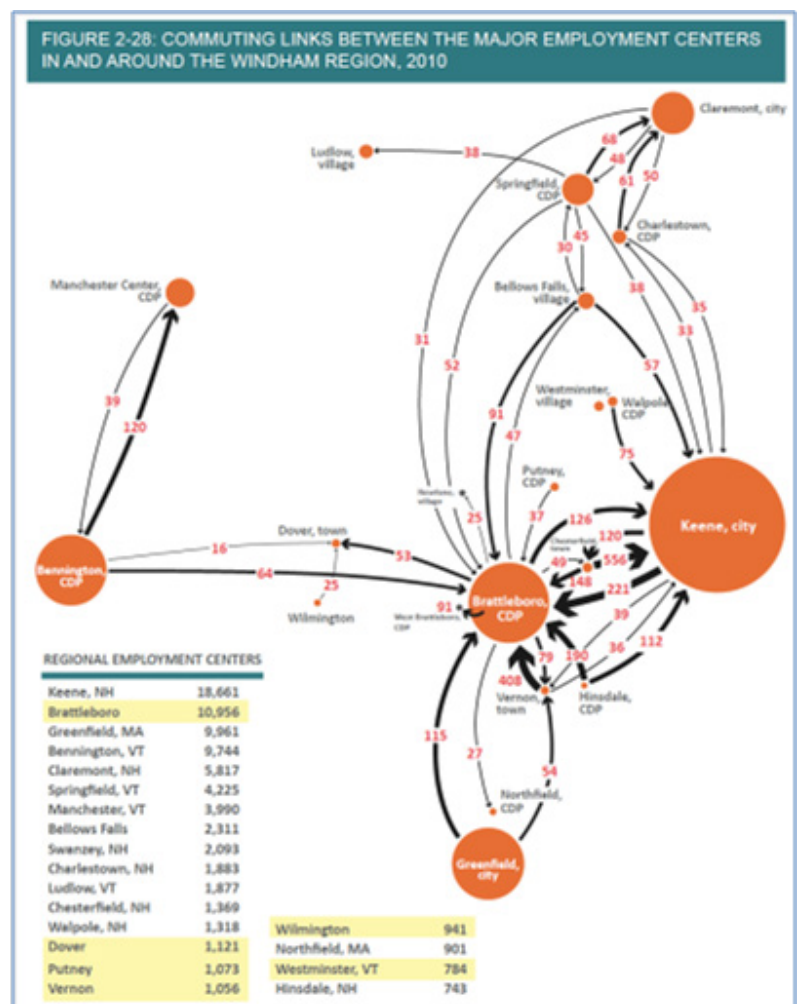 FIGURE 2-28: COMMUTING LINKS BETWEEN THE MAJOR EMPLOYMENT CENTERS
IN AND AROUND THE WINDHAM REGION, 2010
Claremont, city
68
Ludlow,
village
38
48
50
Springfield,
CDP
61
Charlestown,
CDP
45
30
Manchester Center,
CDP
Bellows Falls,
village
38
35
31
33
52
57
39
Westminster,
village
Walpole,
CDP
120
91
47
75
Putney,
CDP
Newfane,
village
25
37
126
Keene, city
Dover, town
120
Chesterfield,
town
16
53
49
556
Bennington,
CDP
64
148
221
25
91
Brattleboro,
CDP
Wilmington
West Brattleboro,
CDP
39
REGIONAL EMPLOYMENT CENTERS
79
190
36
112
408
Vernon,
town
Hinsdale,
CDP
115
27
54
Northfield,
CDP
Greenfield,
city
Keene, NH 18,661
Brattleboro 10,956
Greenfield, MA 9,961
Bennington, VT 9,744
Claremont, NH 5,817
Springfield, VT 4,225
Manchester, VT 3,990
Bellows Falls 2,311
Swanzey, NH 2,093
Charlestown, NH 1,883
Ludlow, VT 1,877
Chesterfield, NH 1,369
Walpole, NH 1,318
Dover 1,121
Putney 1,073
Vernon 1,056
Wilmington 941
Northfield, MA 901
Westminster, VT 784
Hinsdale, NH 743